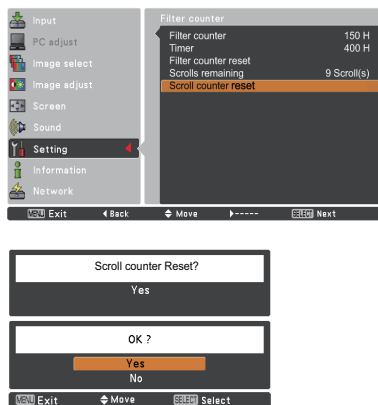 Input
PC adjust
Image select
Image adjust
Screen
Sound
Setting
Information
Network
Filter counter
Filter counter 150 H
Timer 400 H
Filter counter reset
Scrolls remaining 9 Scroll(s)
Scroll counter reset
MENU Exit Back Move ----- SELECT Next
Scroll counter Reset?
Yes
OK ?
Yes
No
MENU Exit Move SELECT Select